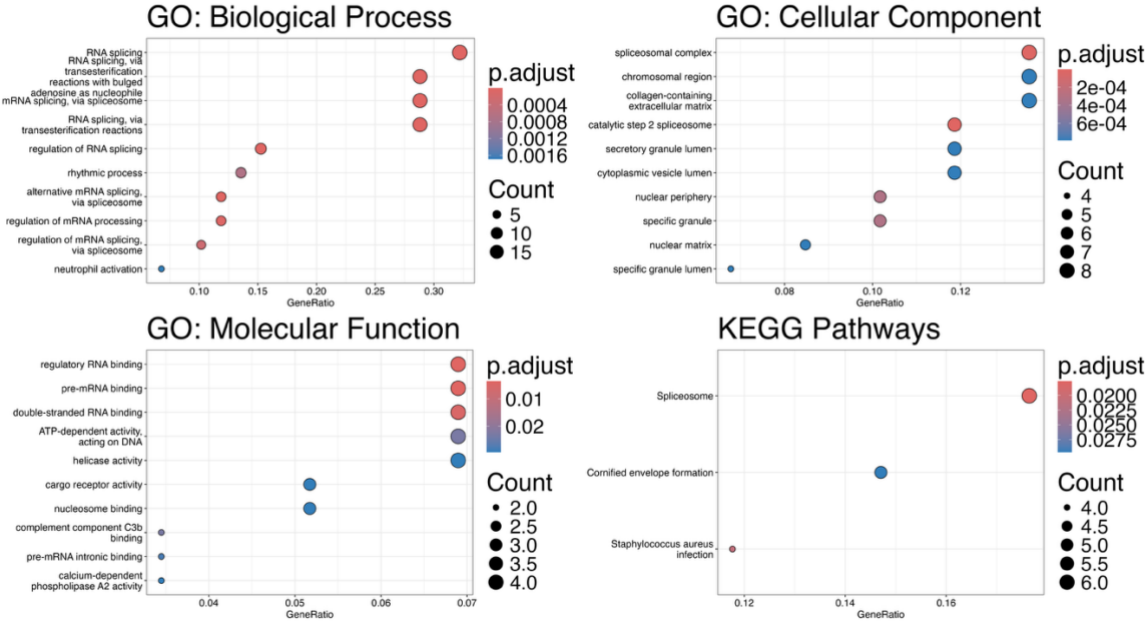 GO: Biological Process
RNA splicing
RNA splicing, via
transesterification
reactions with bulged
adenosine as nucleophile
mRNA splicing, via spliceosome
RNA splicing, via
transesterification reactions
regulation of RNA splicing
rhythmic process
alternative mRNA splicing,
via spliceosome
regulation of mRNA processing
regulation of mRNA splicing,
via spliceosome
neutrophil activation
0.10 0.15 0.20 0.25 0.30
GeneRatio
p.adjust
0.0004
0.0008
0.0012
0.0016
Count
5
10
15
GO: Cellular Component
spliceosomal complex
chromosomal region
collagen-containing
extracellular matrix
catalytic step 2 spliceosome
secretory granule lumen
cytoplasmic vesicle lumen
nuclear periphery
specific granule
nuclear matrix
specific granule lumen
0.08 0.10 0.12
GeneRatio
p.adjust
2e-04
4e-04
6e-04
Count
4
5
6
7
8
GO: Molecular Function
regulatory RNA binding
pre-mRNA binding
double-stranded RNA binding
ATP-dependent activity,
acting on DNA
helicase activity
cargo receptor activity
nucleosome binding
complement component C3b
binding
pre-mRNA intronic binding
calcium-dependent
phospholipase A2 activity
0.04 0.05 0.06 0.07
GeneRatio
p.adjust
0.01
0.02
Count
2.0
2.5
3.0
3.5
4.0
KEGG Pathways
Spliceosome
Cornified envelope formation
Staphylococcus aureus
infection
0.12 0.14 0.16
GeneRatio
p.adjust
0.0200
0.0225
0.0250
0.0275
Count
4.0
4.5
5.0
5.5
6.0